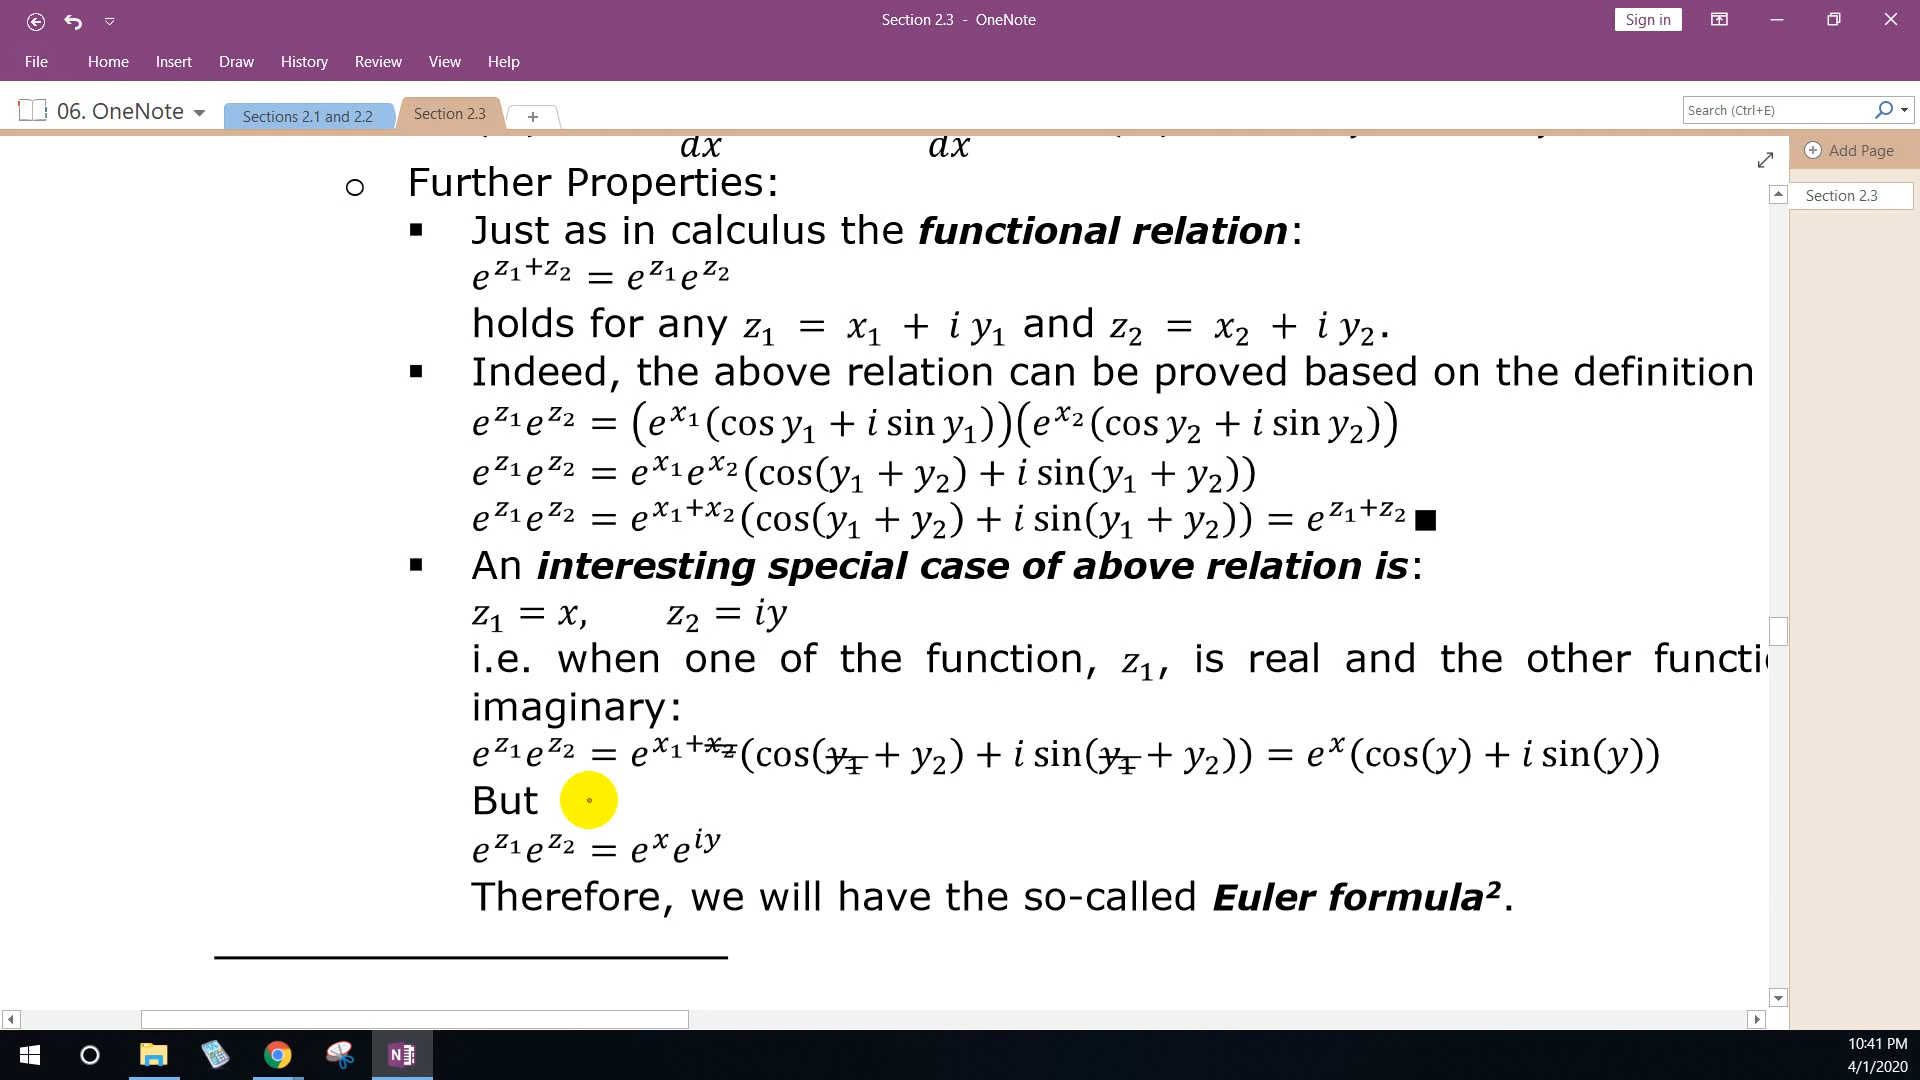 Section 2.3 - OneNote
Sign in
File Home Insert Draw History Review View Help
06. OneNote
Sections 2.1 and 2.2
Section 2.3
Search (Ctrl+E)
Add Page
Section 2.3
dx dx
o Further Properties:
▪ Just as in calculus the functional relation:
e^{z₁+z₂} = e^{z₁}e^{z₂}
holds for any z₁ = x₁ + i y₁ and z₂ = x₂ + i y₂.
▪ Indeed, the above relation can be proved based on the definition
e^{z₁}e^{z₂} = (e^{x₁}(cos y₁ + i sin y₁))(e^{x₂}(cos y₂ + i sin y₂))
e^{z₁}e^{z₂} = e^{x₁}e^{x₂}(cos(y₁ + y₂) + i sin(y₁ + y₂))
e^{z₁}e^{z₂} = e^{x₁+x₂}(cos(y₁ + y₂) + i sin(y₁ + y₂)) = e^{z₁+z₂} ■
▪ An interesting special case of above relation is:
z₁ = x, z₂ = iy
i.e. when one of the function, z₁, is real and the other functi
imaginary:
e^{z₁}e^{z₂} = e^{x₁+x₂}(cos(y₁ + y₂) + i sin(y₁ + y₂)) = e^x(cos(y) + i sin(y))
But
e^{z₁}e^{z₂} = e^x e^{iy}
Therefore, we will have the so-called Euler formula².
N
10:41 PM
4/1/2020